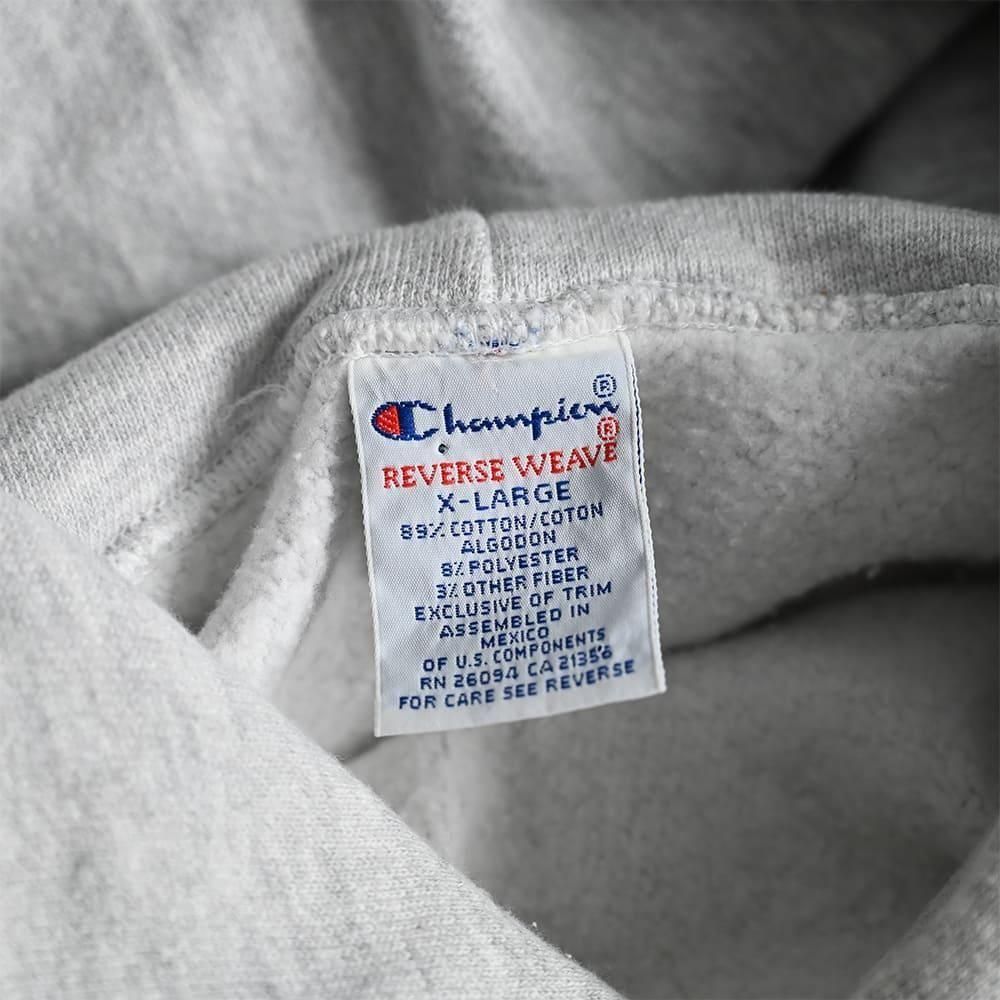 Champion®
REVERSE WEAVE®
X-LARGE
89% COTTON/COTON
ALGODON
8% POLYESTER
3% OTHER FIBER
EXCLUSIVE OF TRIM
ASSEMBLED IN
MEXICO
OF U.S. COMPONENTS
RN 26094 CA 21356
FOR CARE SEE REVERSE